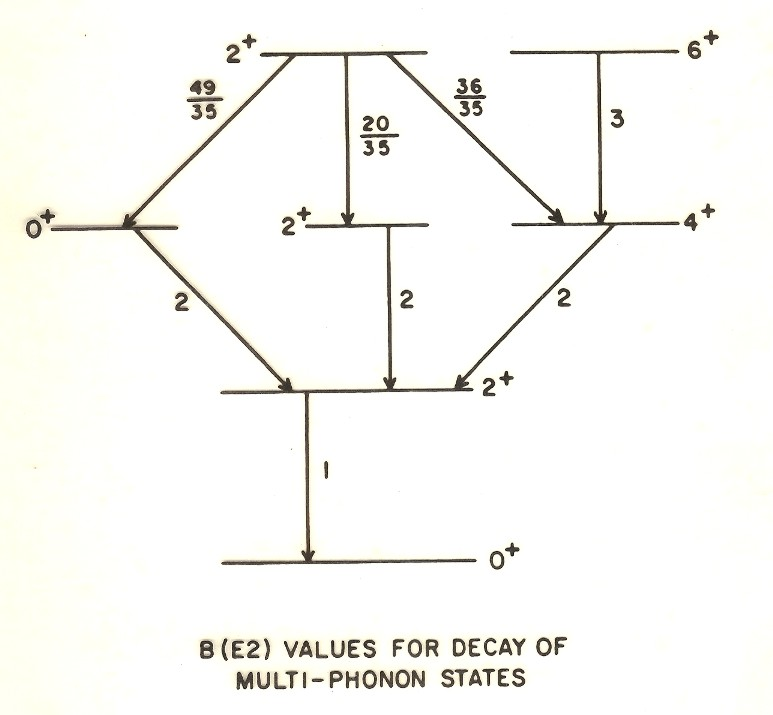 2+ 6+
49/35 20/35 36/35 3
0+ 2+ 4+
2 2 2
2+
1
0+
B(E2) VALUES FOR DECAY OF
MULTI-PHONON STATES